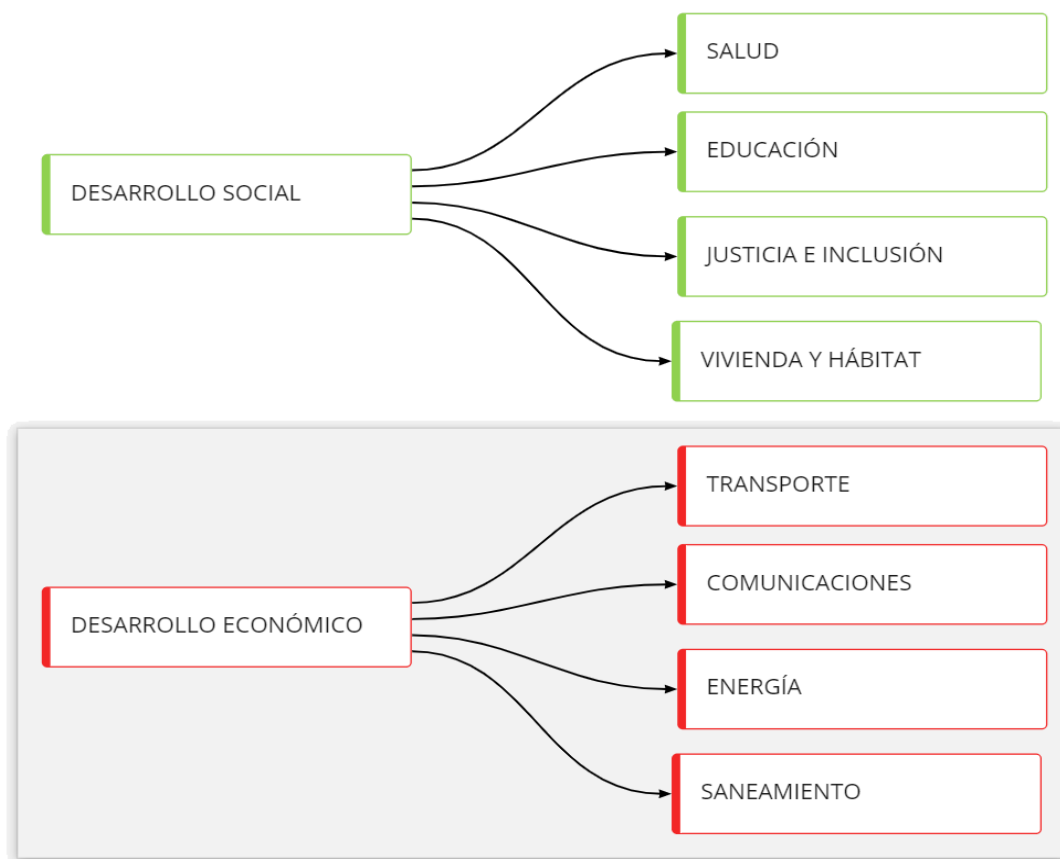 DESARROLLO SOCIAL
SALUD
EDUCACIÓN
JUSTICIA E INCLUSIÓN
VIVIENDA Y HÁBITAT
DESARROLLO ECONÓMICO
TRANSPORTE
COMUNICACIONES
ENERGÍA
SANEAMIENTO